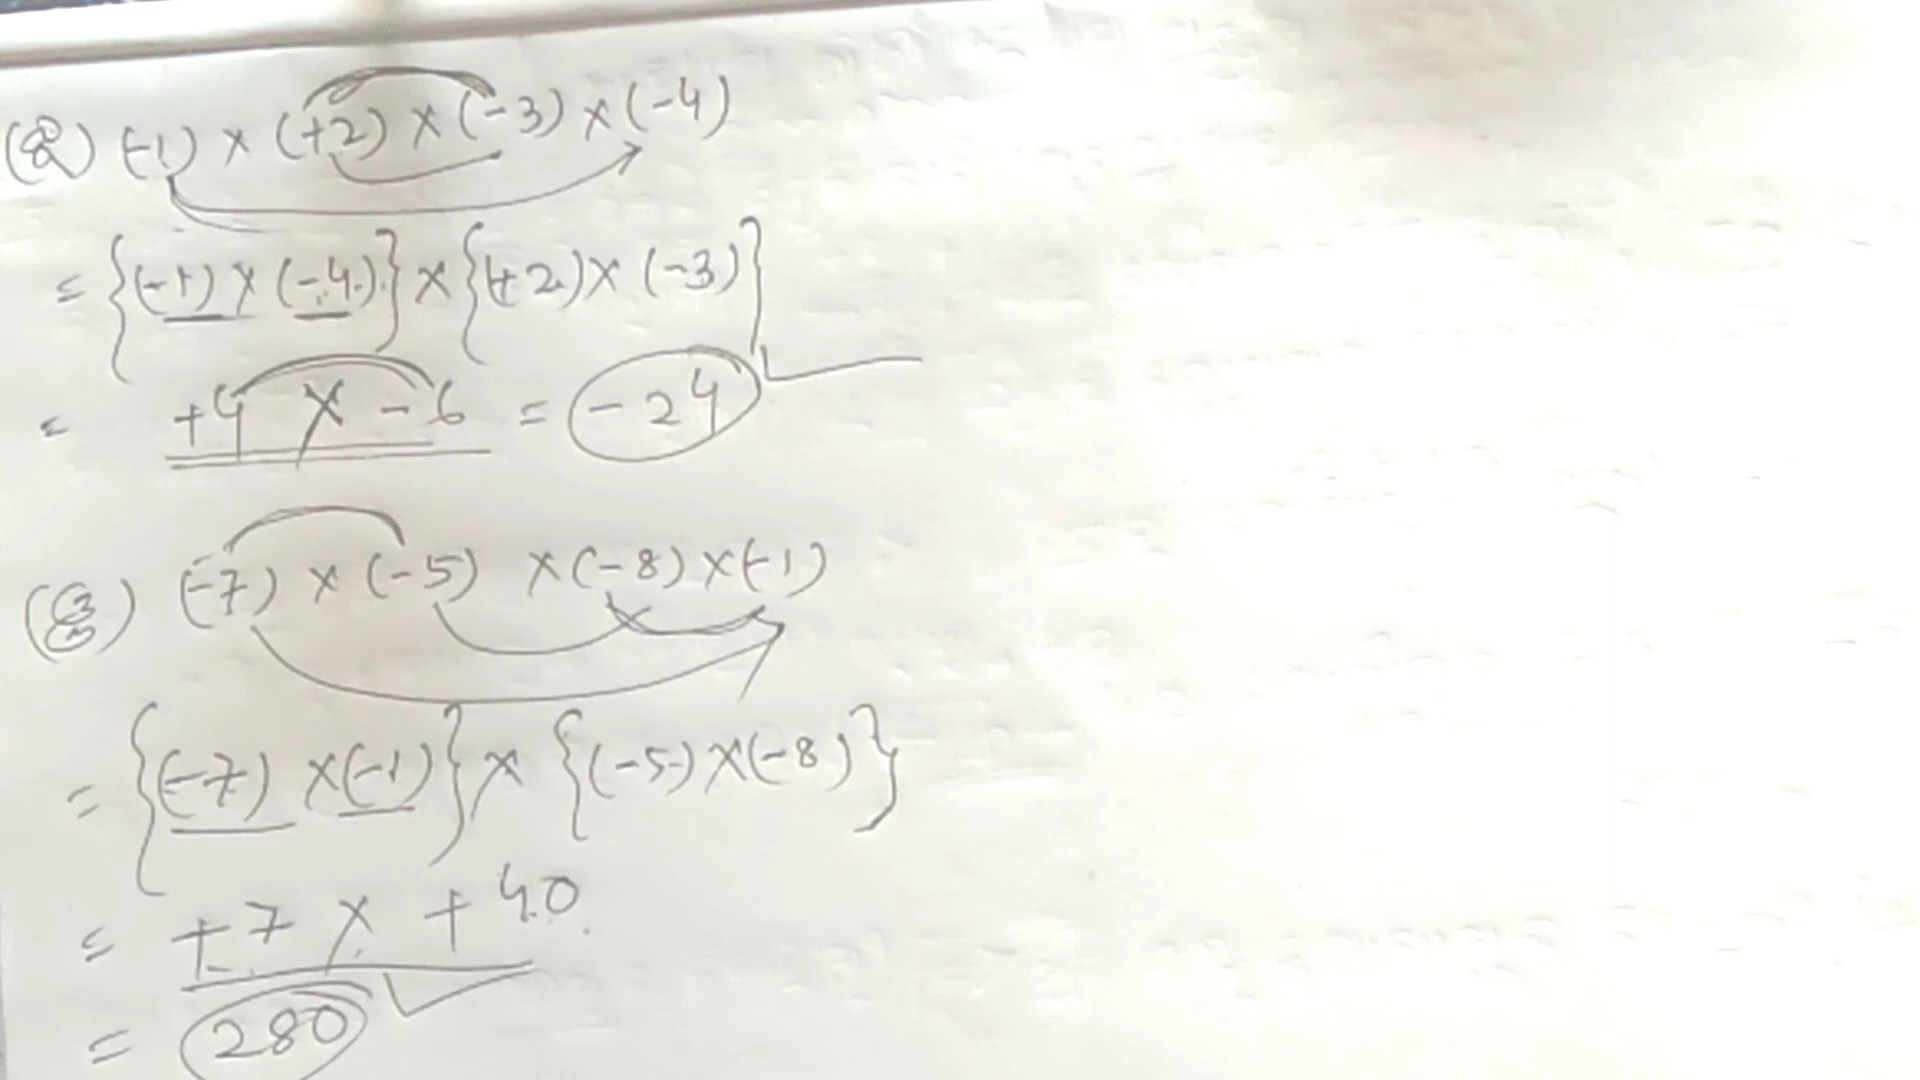 (2) (-1) × (+2) × (-3) × (-4)
= {(-1) × (-4)} × {(+2) × (-3)}
= +4 × -6 = -24
(3) (-7) × (-5) × (-8) × (-1)
= {(-7) × (-1)} × {(-5) × (-8)}
= +7 × +40
= 280